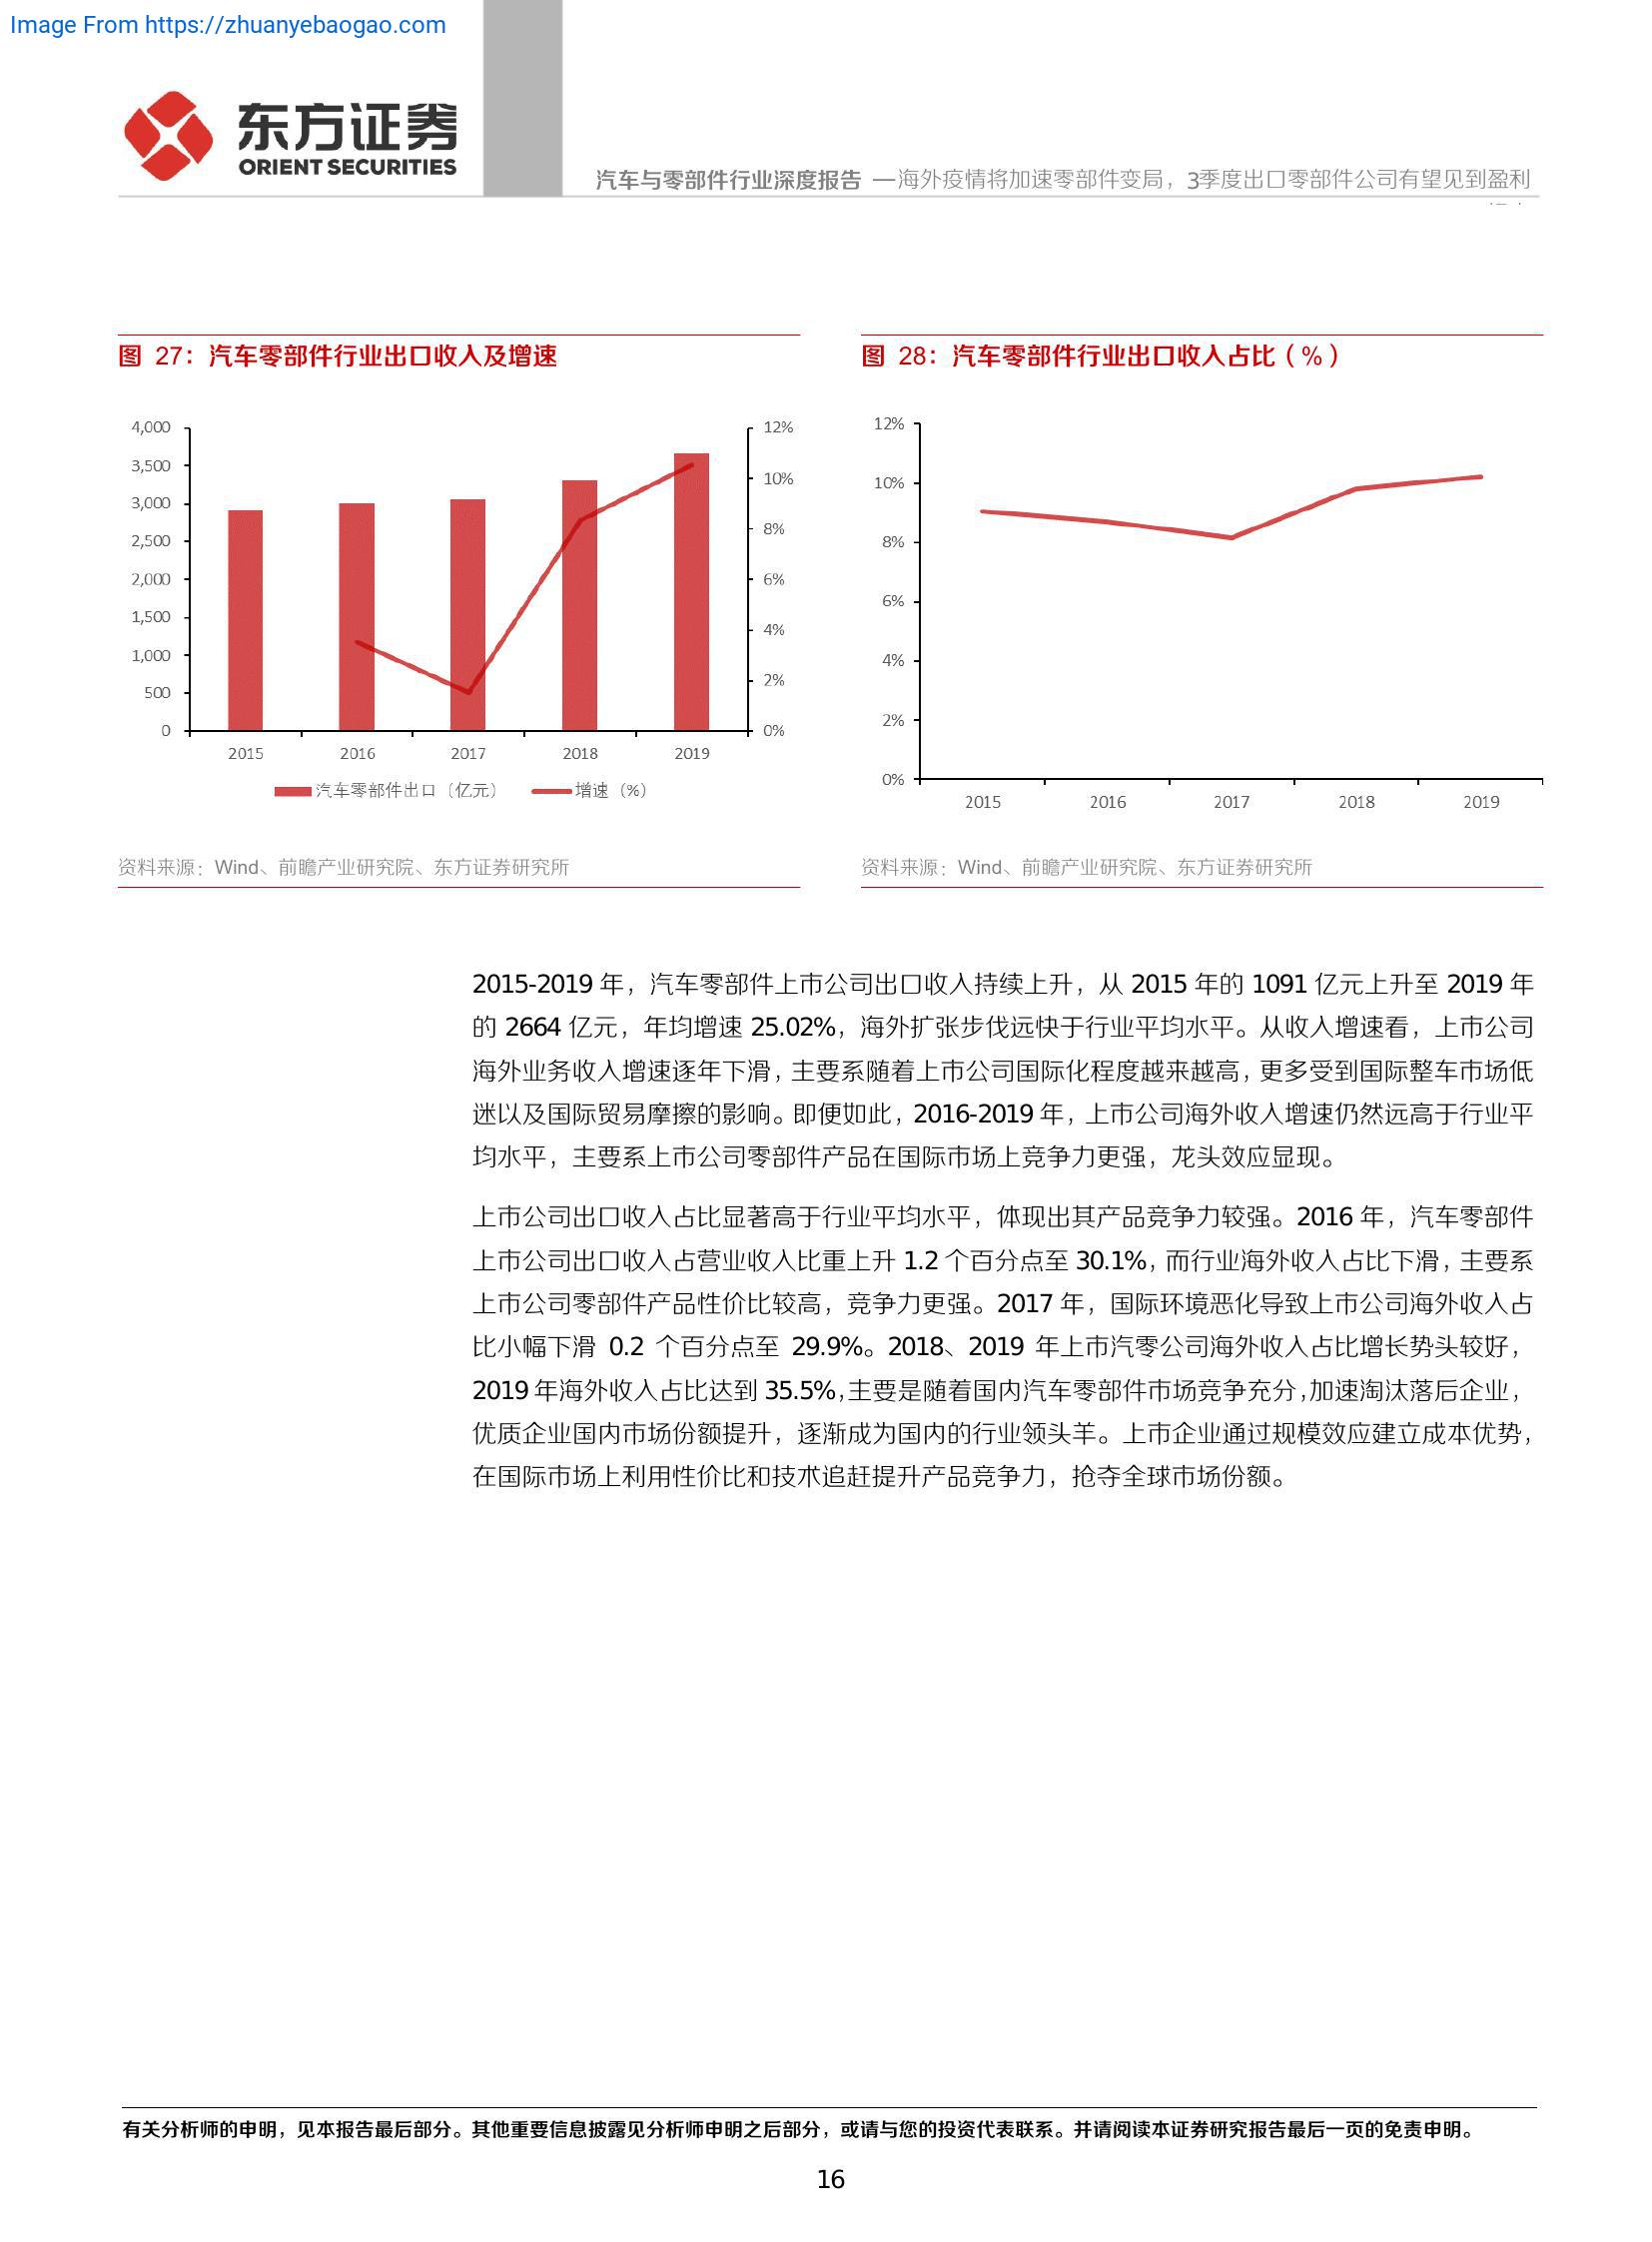 Image From https://zhuanyebaogao.com
东方证券
ORIENT SECURITIES
汽车与零部件行业深度报告 —海外疫情将加速零部件变局，3季度出口零部件公司有望见到盈利
图 27：汽车零部件行业出口收入及增速
4,000
3,500
3,000
2,500
2,000
1,500
1,000
500
0
12%
10%
8%
6%
4%
2%
0%
2015 2016 2017 2018 2019
汽车零部件出口（亿元） 增速（%）
资料来源：Wind、前瞻产业研究院、东方证券研究所
图 28：汽车零部件行业出口收入占比（%）
12%
10%
8%
6%
4%
2%
0%
2015 2016 2017 2018 2019
资料来源：Wind、前瞻产业研究院、东方证券研究所
2015-2019 年，汽车零部件上市公司出口收入持续上升，从 2015 年的 1091 亿元上升至 2019 年
的 2664 亿元，年均增速 25.02%，海外扩张步伐远快于行业平均水平。从收入增速看，上市公司
海外业务收入增速逐年下滑，主要系随着上市公司国际化程度越来越高，更多受到国际整车市场低
迷以及国际贸易摩擦的影响。即便如此，2016-2019 年，上市公司海外收入增速仍然远高于行业平
均水平，主要系上市公司零部件产品在国际市场上竞争力更强，龙头效应显现。
上市公司出口收入占比显著高于行业平均水平，体现出其产品竞争力较强。2016 年，汽车零部件
上市公司出口收入占营业收入比重上升 1.2 个百分点至 30.1%，而行业海外收入占比下滑，主要系
上市公司零部件产品性价比较高，竞争力更强。2017 年，国际环境恶化导致上市公司海外收入占
比小幅下滑 0.2 个百分点至 29.9%。2018、2019 年上市汽零公司海外收入占比增长势头较好，
2019 年海外收入占比达到 35.5%，主要是随着国内汽车零部件市场竞争充分，加速淘汰落后企业，
优质企业国内市场份额提升，逐渐成为国内的行业领头羊。上市企业通过规模效应建立成本优势，
在国际市场上利用性价比和技术追赶提升产品竞争力，抢夺全球市场份额。
有关分析师的申明，见本报告最后部分。其他重要信息披露见分析师申明之后部分，或请与您的投资代表联系。并请阅读本证券研究报告最后一页的免责申明。
16